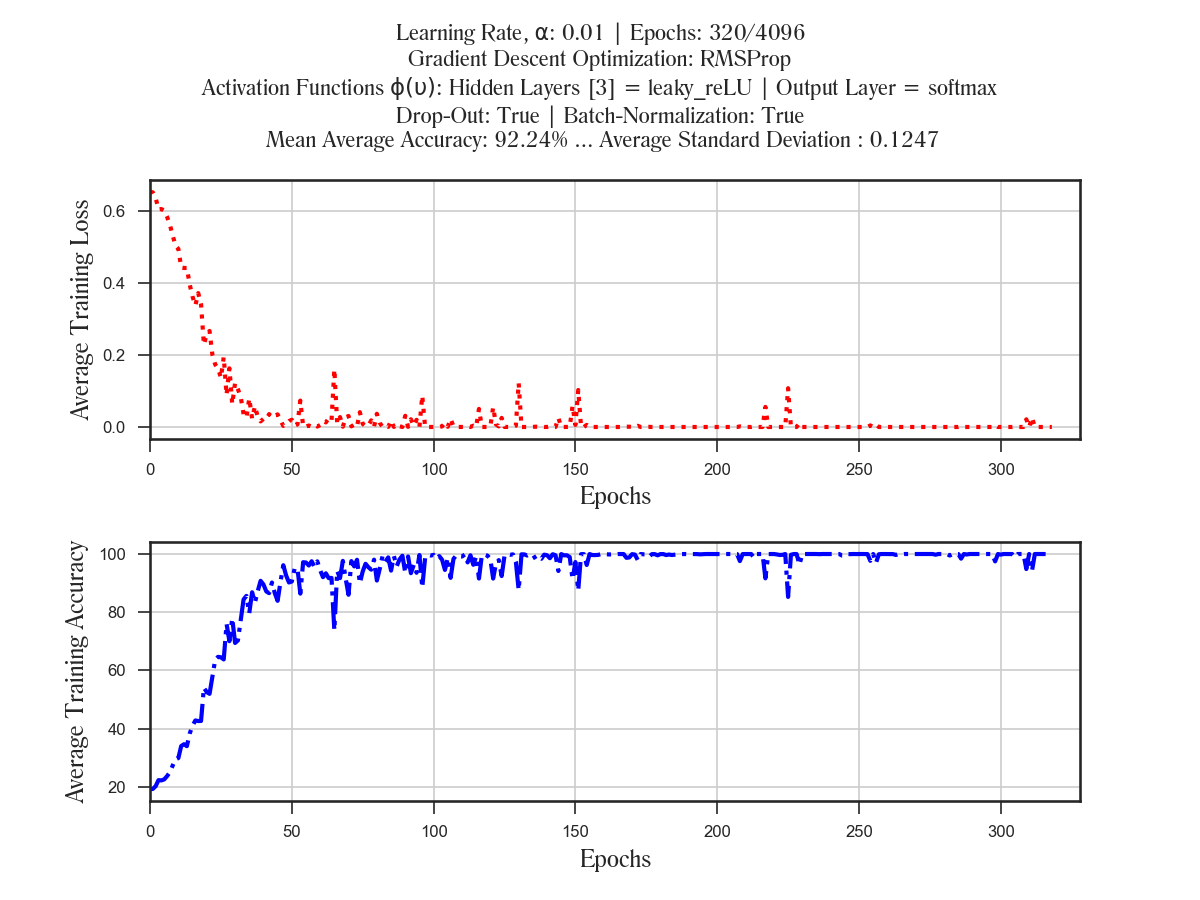 Learning Rate, α: 0.01 | Epochs: 320/4096
Gradient Descent Optimization: RMSProp
Activation Functions ϕ(υ): Hidden Layers [3] = leaky_reLU | Output Layer = softmax
Drop-Out: True | Batch-Normalization: True
Mean Average Accuracy: 92.24% ... Average Standard Deviation : 0.1247
Average Training Loss
0.6
0.4
0.2
0.0
0 50 100 150 200 250 300
Epochs
Average Training Accuracy
100
80
60
40
20
0 50 100 150 200 250 300
Epochs